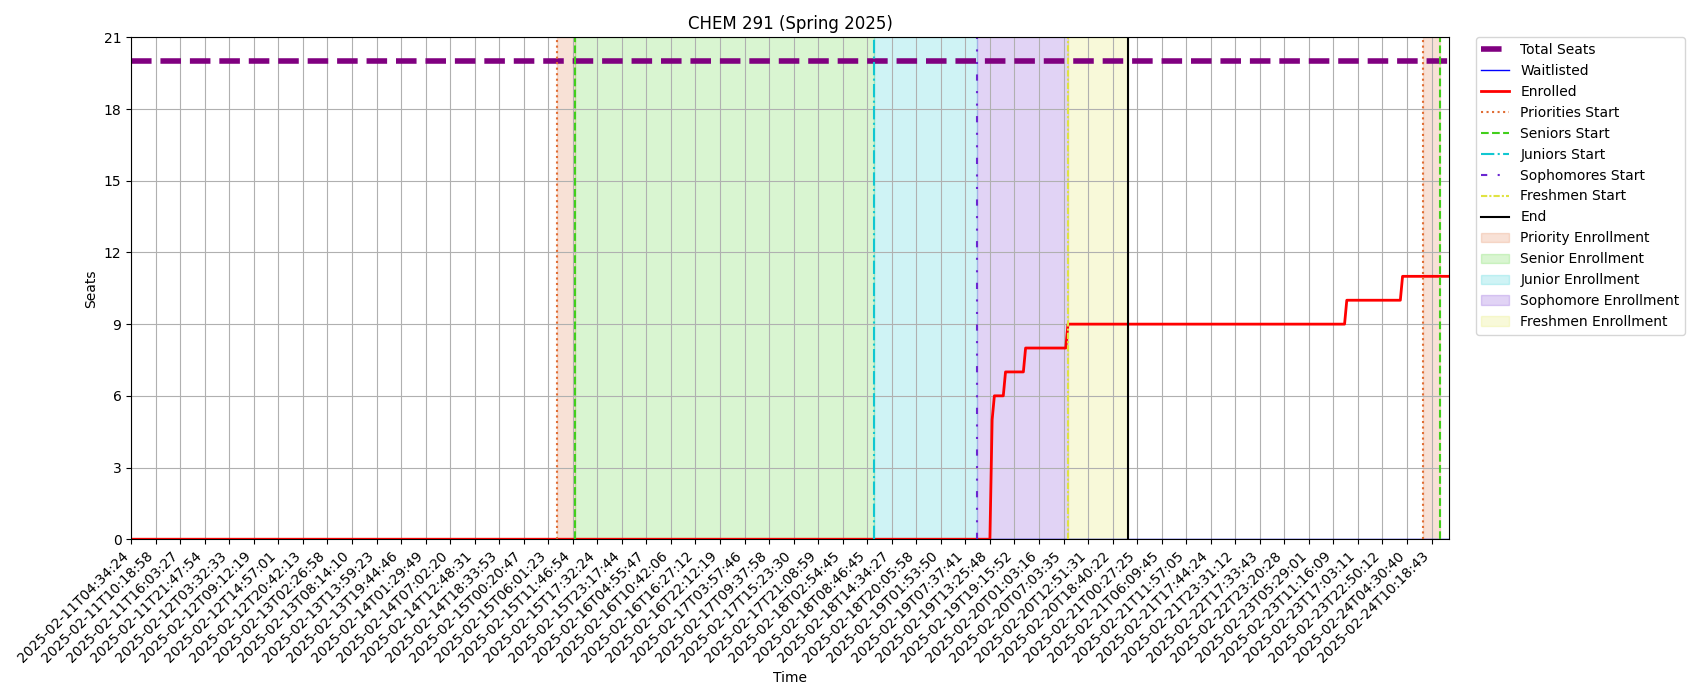 CHEM 291 (Spring 2025)
21
18
15
12
9
6
3
0
Seats
2025-02-11T04:34:24
2025-02-11T10:18:58
2025-02-11T16:03:27
2025-02-11T21:47:54
2025-02-12T03:32:33
2025-02-12T09:12:19
2025-02-12T14:57:01
2025-02-12T20:42:13
2025-02-13T02:26:58
2025-02-13T08:14:10
2025-02-13T13:59:23
2025-02-13T19:44:46
2025-02-14T01:29:49
2025-02-14T07:02:20
2025-02-14T12:48:31
2025-02-14T18:33:53
2025-02-15T00:20:47
2025-02-15T06:01:23
2025-02-15T11:46:54
2025-02-15T17:32:24
2025-02-15T23:17:44
2025-02-16T04:55:47
2025-02-16T10:42:06
2025-02-16T16:27:12
2025-02-16T22:12:19
2025-02-17T03:57:46
2025-02-17T09:37:58
2025-02-17T15:23:30
2025-02-17T21:08:59
2025-02-18T02:54:45
2025-02-18T08:46:45
2025-02-18T14:34:27
2025-02-18T20:05:58
2025-02-19T01:53:50
2025-02-19T07:37:41
2025-02-19T13:25:48
2025-02-19T19:15:52
2025-02-20T01:03:16
2025-02-20T07:03:35
2025-02-20T12:51:31
2025-02-20T18:40:22
2025-02-21T00:27:25
2025-02-21T06:09:45
2025-02-21T11:57:05
2025-02-21T17:44:24
2025-02-21T23:31:12
2025-02-22T17:33:43
2025-02-22T23:20:28
2025-02-23T05:29:01
2025-02-23T11:16:09
2025-02-23T17:03:11
2025-02-23T22:50:12
2025-02-24T04:30:40
2025-02-24T10:18:43
Time
Total Seats
Waitlisted
Enrolled
Priorities Start
Seniors Start
Juniors Start
Sophomores Start
Freshmen Start
End
Priority Enrollment
Senior Enrollment
Junior Enrollment
Sophomore Enrollment
Freshmen Enrollment